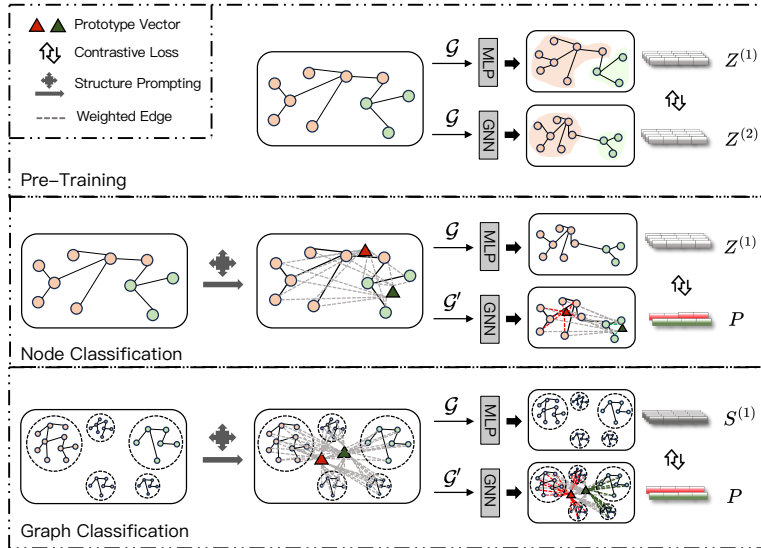 Prototype Vector
Contrastive Loss
Structure Prompting
Weighted Edge
𝒢 MLP Z^{(1)}
𝒢 GNN Z^{(2)}
Pre-Training
𝒢 MLP Z^{(1)}
𝒢′ GNN P
Node Classification
𝒢 MLP S^{(1)}
𝒢′ GNN P
Graph Classification